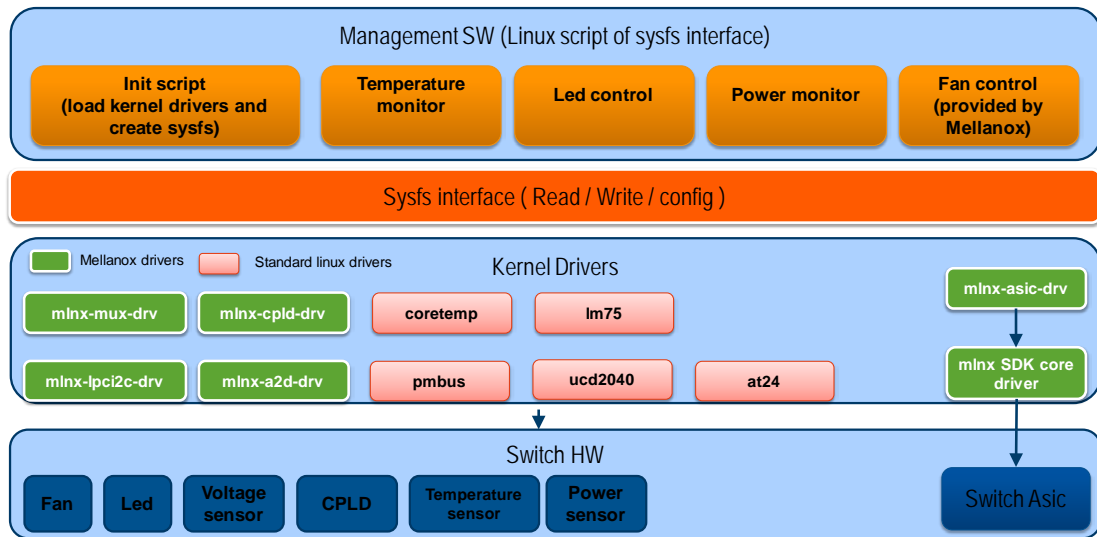 Management SW (Linux script of sysfs interface)
Init script
(load kernel drivers and
create sysfs)
Temperature
monitor
Led control
Power monitor
Fan control
(provided by
Mellanox)
Sysfs interface ( Read / Write / config )
Mellanox drivers
Standard linux drivers
Kernel Drivers
mlnx-mux-drv
mlnx-cpld-drv
coretemp
lm75
mlnx-asic-drv
mlnx-lpci2c-drv
mlnx-a2d-drv
pmbus
ucd2040
at24
mlnx SDK core
driver
Switch HW
Fan
Led
Voltage
sensor
CPLD
Temperature
sensor
Power
sensor
Switch Asic